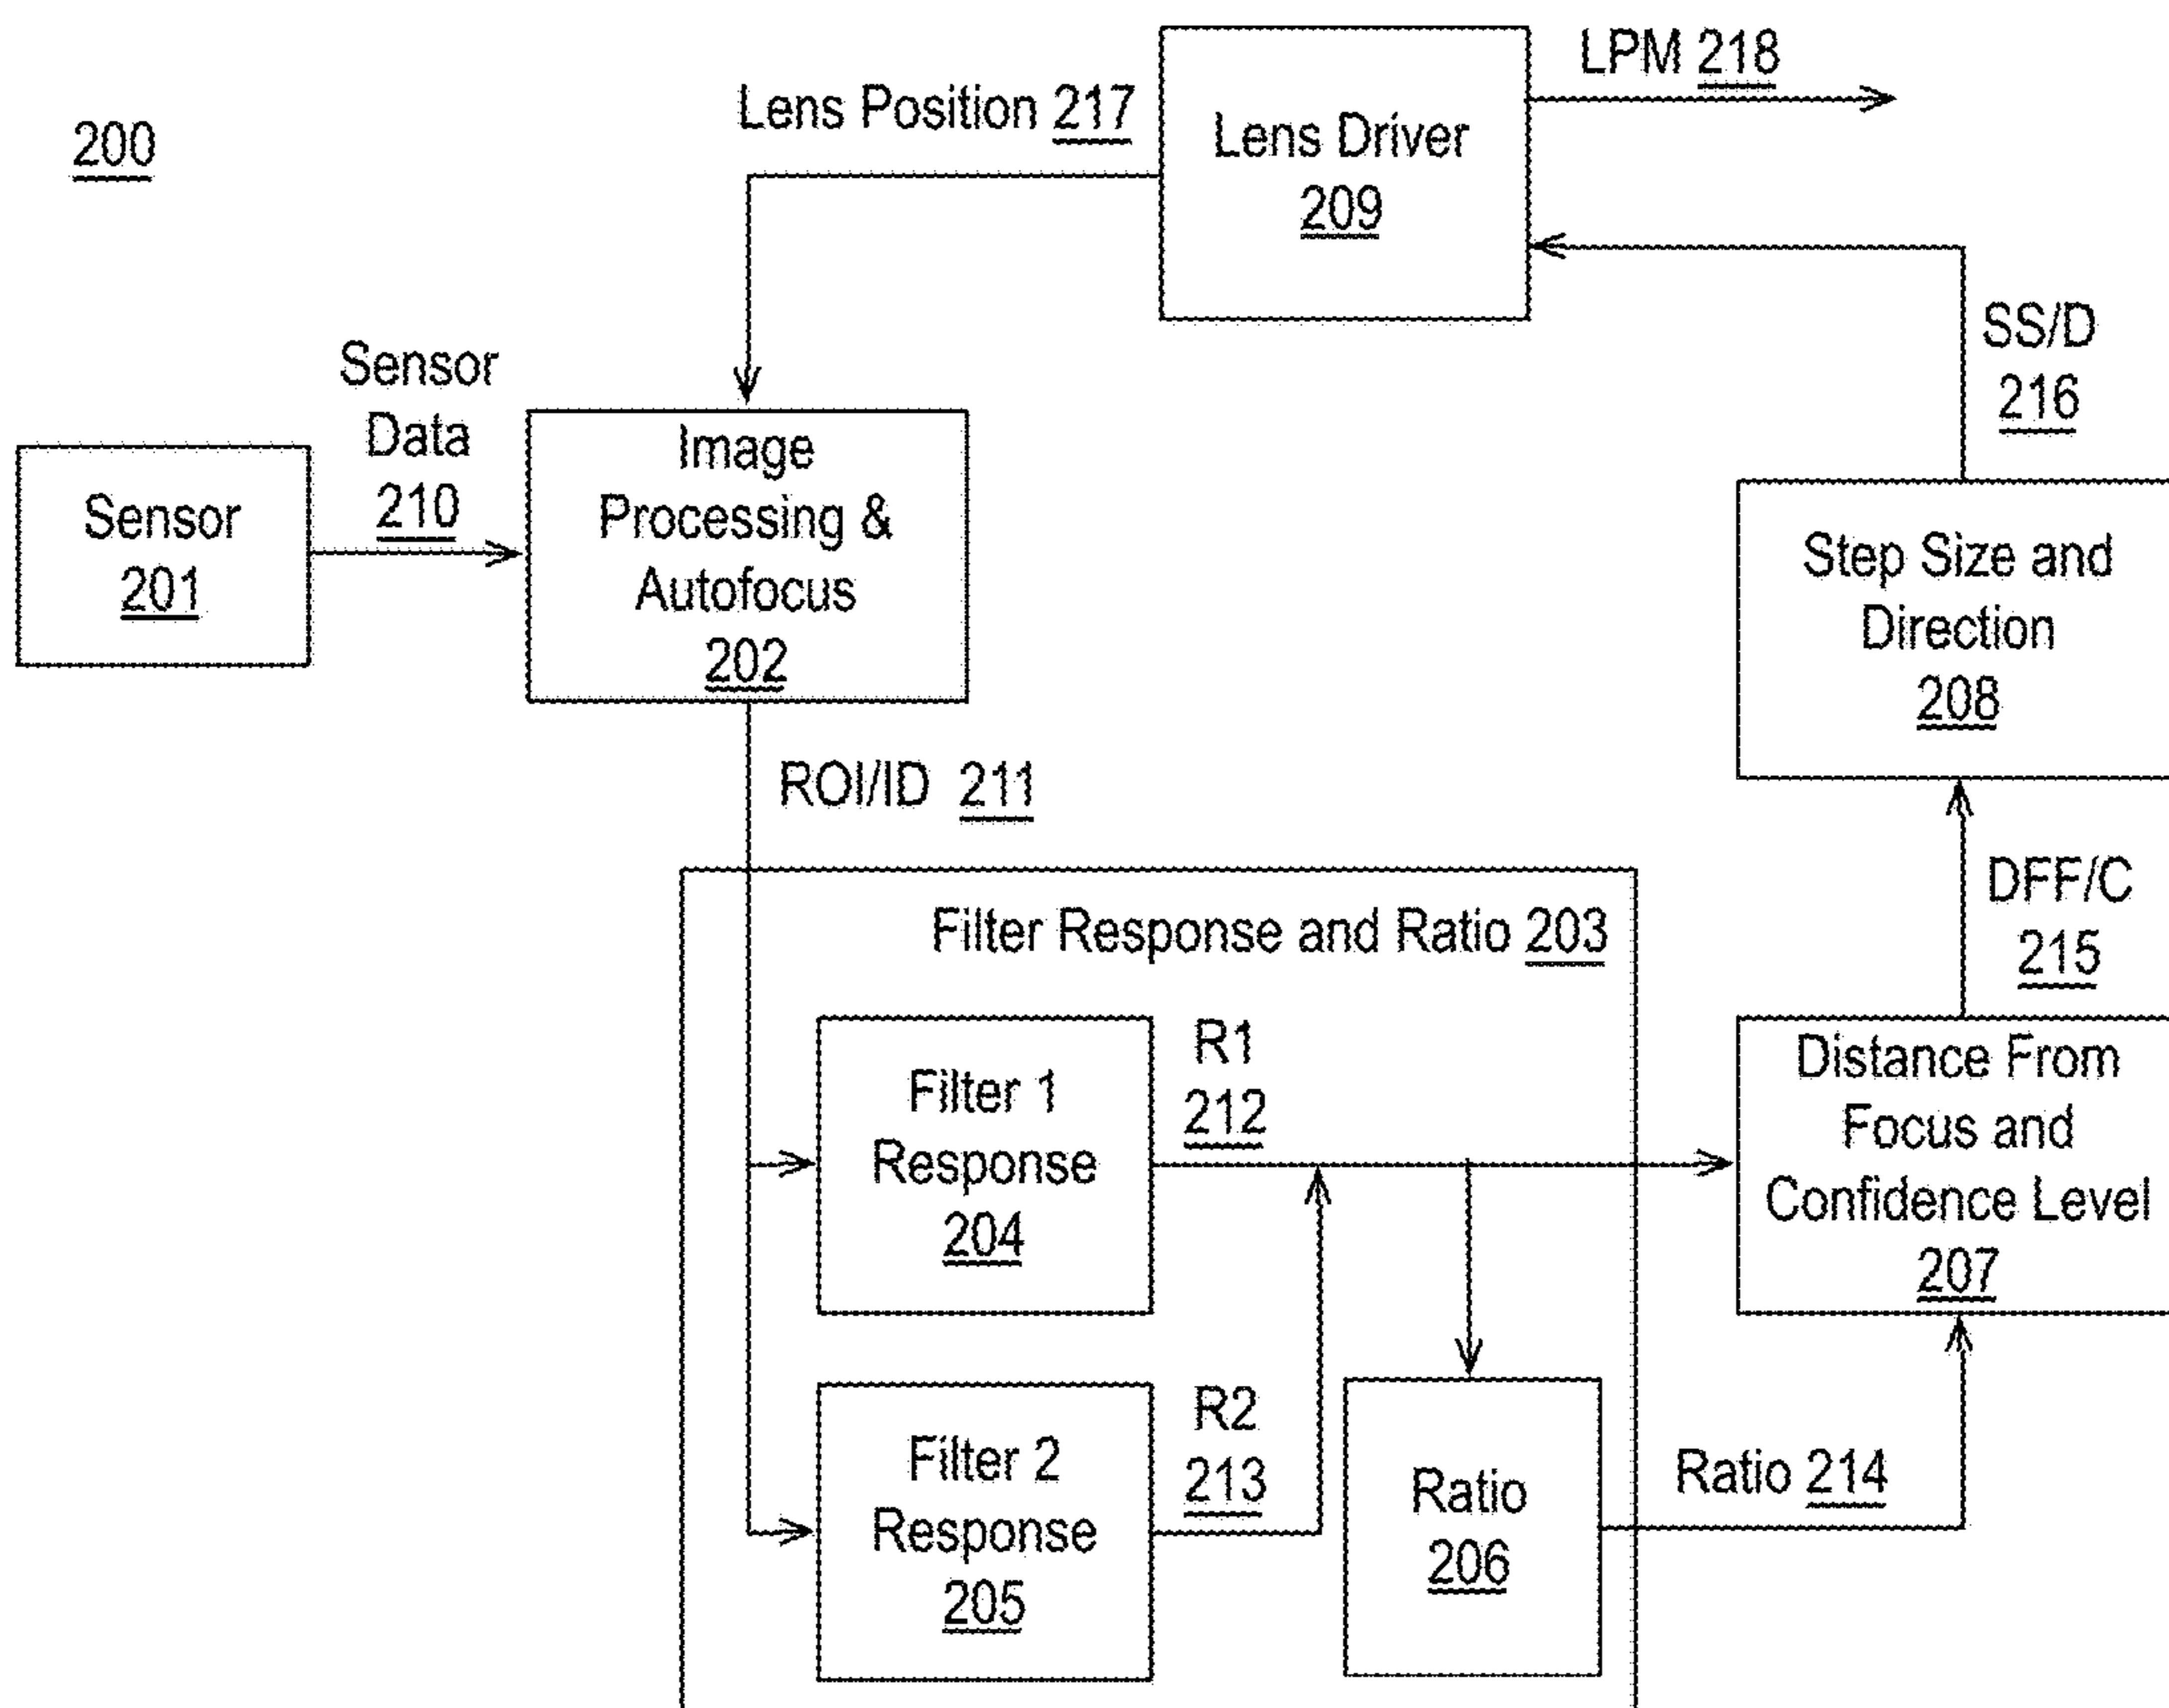 200
Lens Position 217
Lens Driver
209
LPM 218
SS/D
216
Sensor
Data
210
Sensor
201
Image
Processing &
Autofocus
202
Step Size and
Direction
208
ROI/ID 211
DFF/C
215
Filter Response and Ratio 203
Filter 1
Response
204
R1
212
Distance From
Focus and
Confidence Level
207
Filter 2
Response
205
R2
213
Ratio
206
Ratio 214